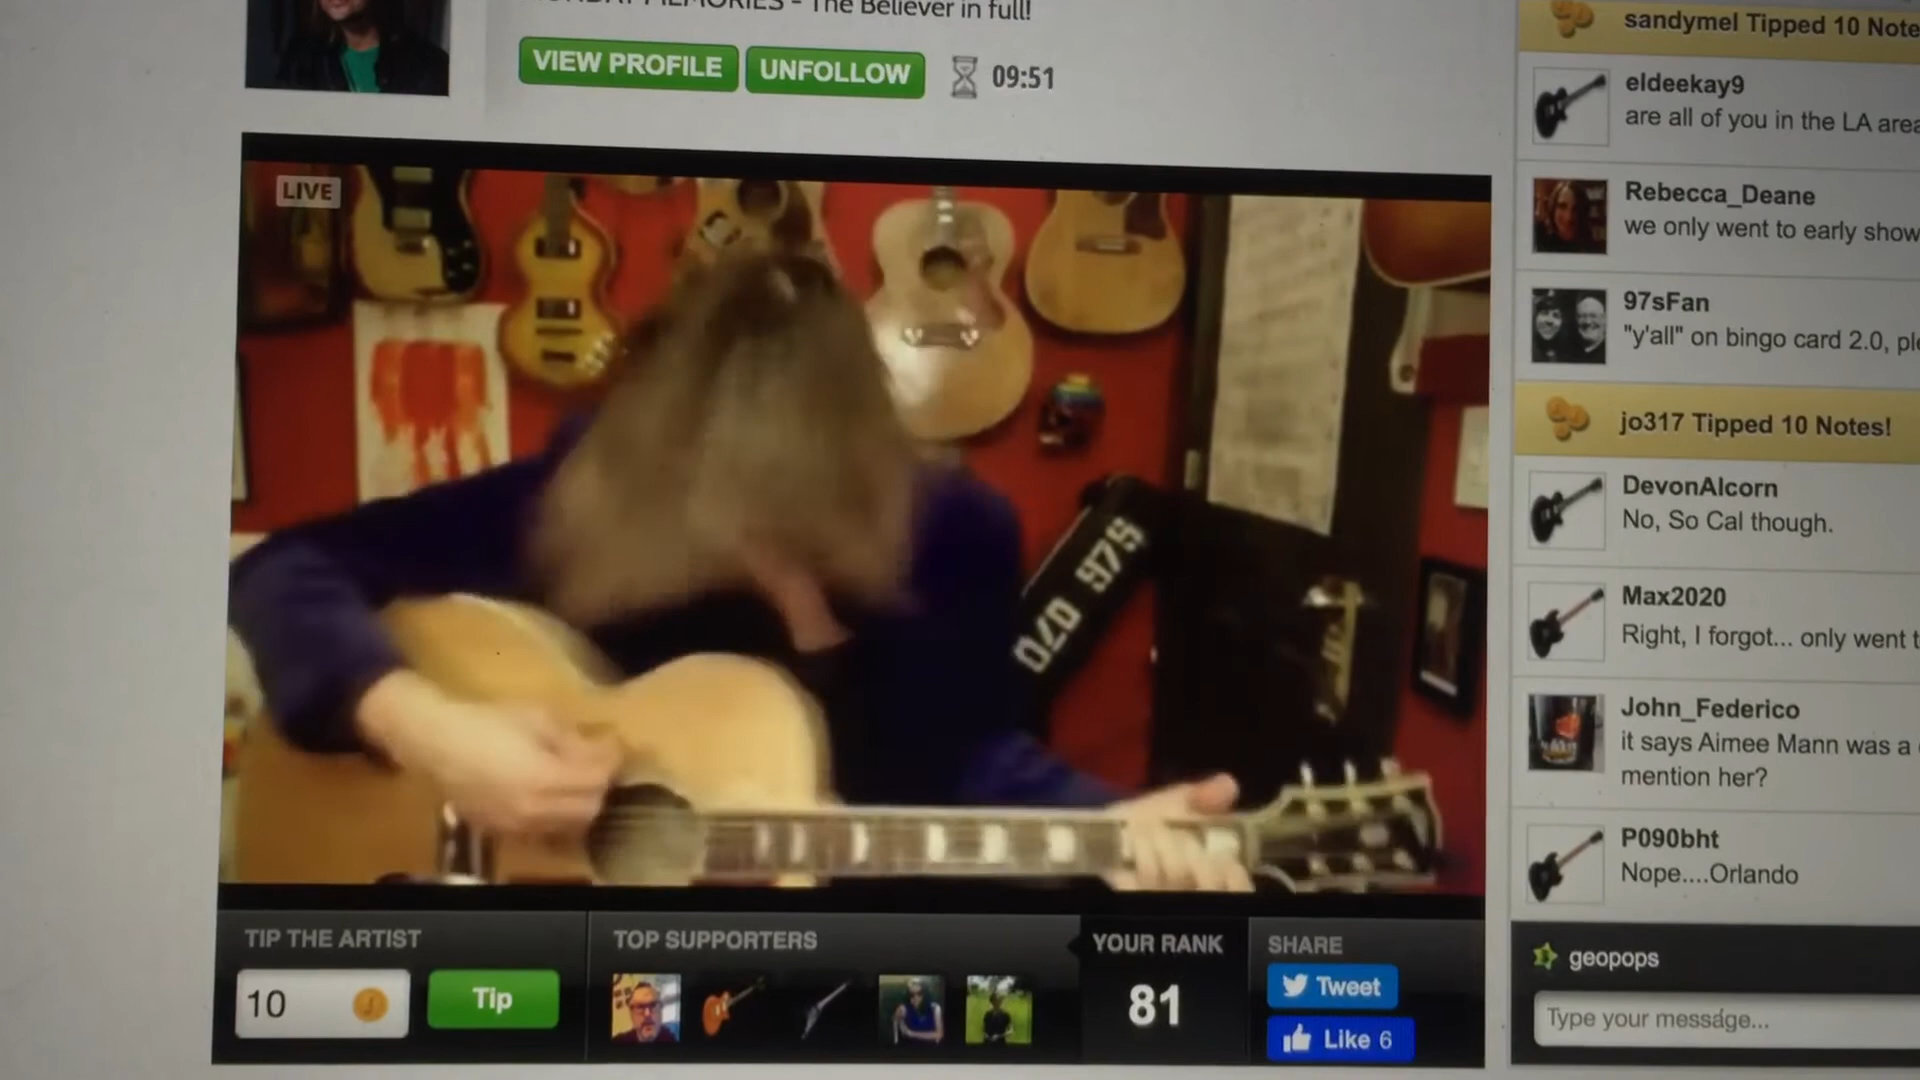 The Believer in full!
VIEW PROFILE
UNFOLLOW
09:51
LIVE
OLD 97S
TIP THE ARTIST
10
Tip
TOP SUPPORTERS
YOUR RANK
81
SHARE
Tweet
Like 6
sandymel Tipped 10 Note
eldeekay9
are all of you in the LA area
Rebecca_Deane
we only went to early show
97sFan
"y'all" on bingo card 2.0, ple
jo317 Tipped 10 Notes!
DevonAlcorn
No, So Cal though.
Max2020
Right, I forgot... only went t
John_Federico
it says Aimee Mann was a
mention her?
P090bht
Nope....Orlando
geopops
Type your message...